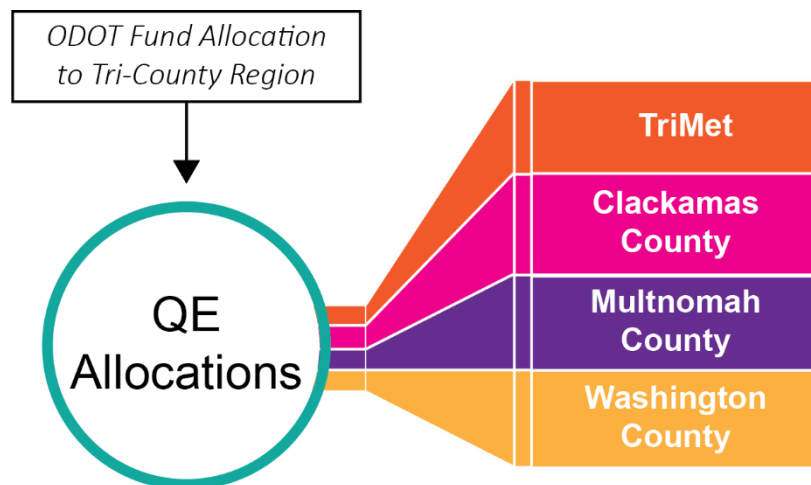 ODOT Fund Allocation
to Tri-County Region
QE
Allocations
TriMet
Clackamas
County
Multnomah
County
Washington
County